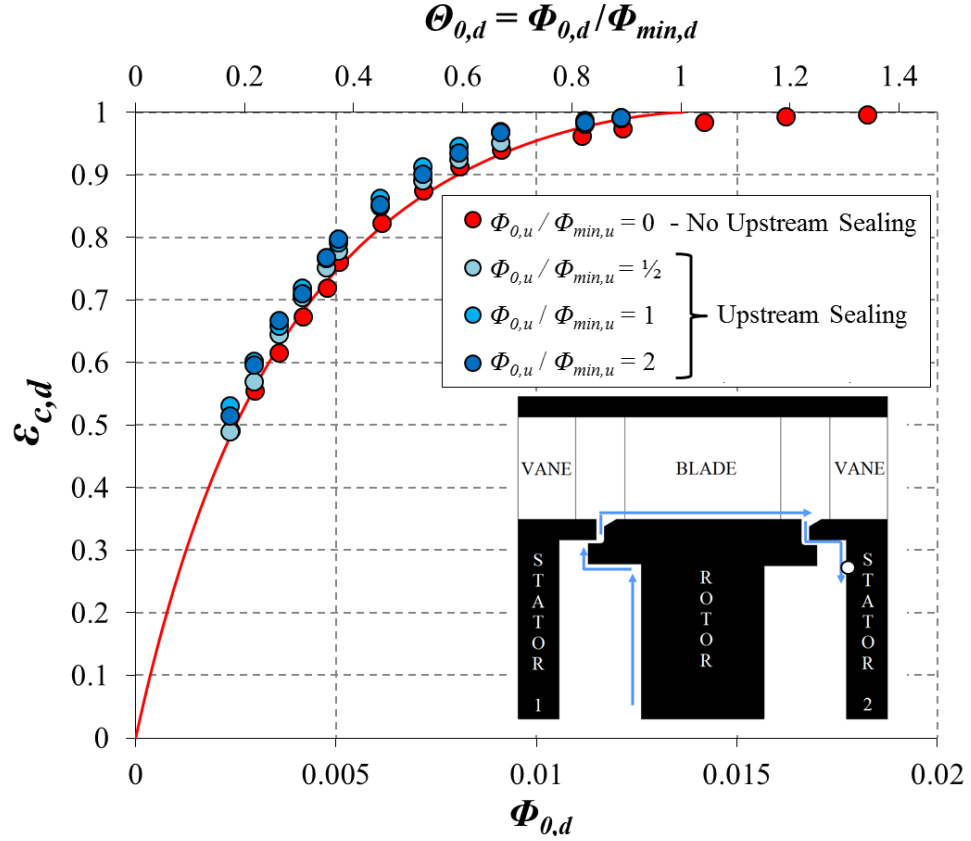 Θ0,d = Φ0,d/Φmin,d
0 0.2 0.4 0.6 0.8 1 1.2 1.4
1
0.9
0.8
0.7
0.6
0.5
0.4
0.3
0.2
0.1
0
εc,d
Φ0,u / Φmin,u = 0 - No Upstream Sealing
Φ0,u / Φmin,u = ½
Φ0,u / Φmin,u = 1
Φ0,u / Φmin,u = 2
Upstream Sealing
VANE BLADE VANE
STATOR 1
ROTOR
STATOR 2
0 0.005 0.01 0.015 0.02
Φ0,d